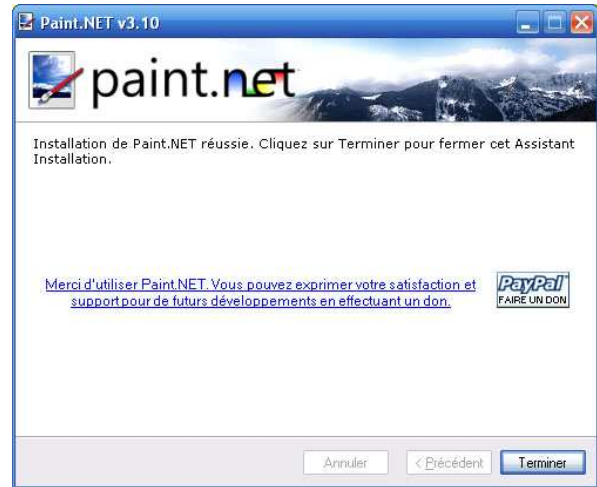 Paint.NET v3.10
paint.net
Installation de Paint.NET réussie. Cliquez sur Terminer pour fermer cet Assistant
Installation.
Merci d'utiliser Paint.NET. Vous pouvez exprimer votre satisfaction et
support pour de futurs développements en effectuant un don.
PayPal
FAIRE UN DON
Annuler
< Précédent
Terminer